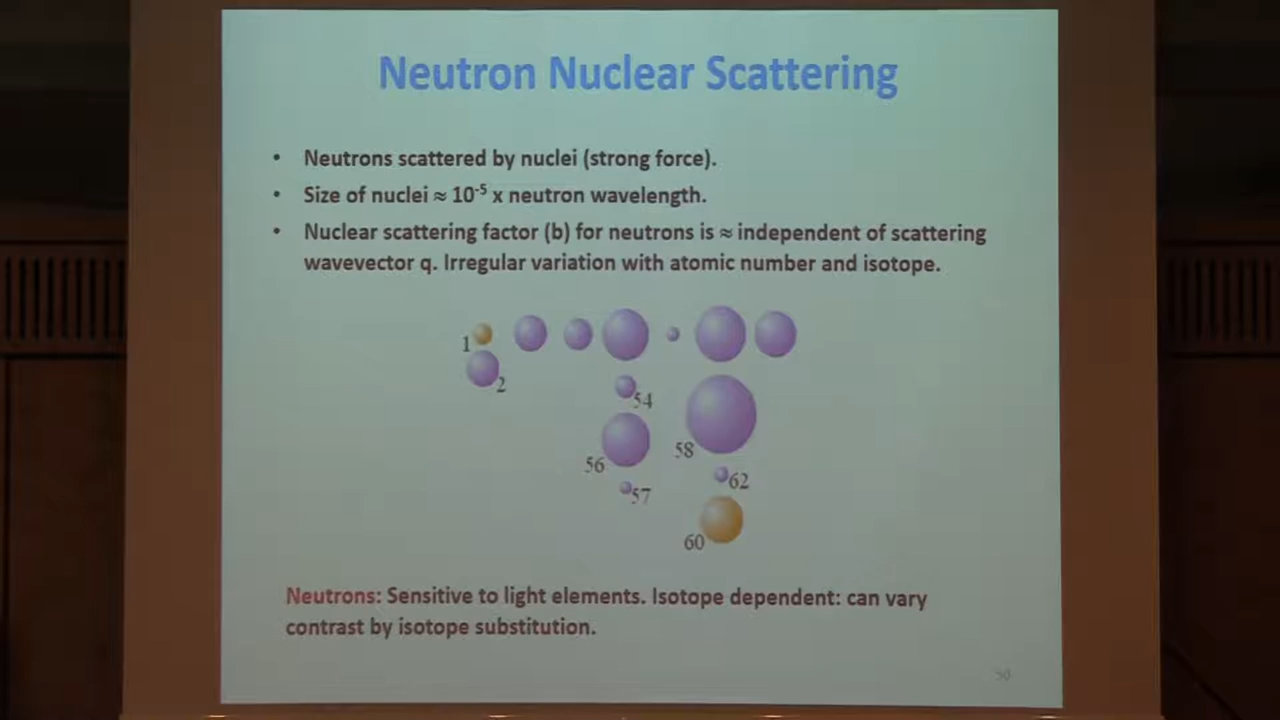 Neutron Nuclear Scattering
• Neutrons scattered by nuclei (strong force).
• Size of nuclei ≈ 10⁻⁵ x neutron wavelength.
• Nuclear scattering factor (b) for neutrons is ≈ independent of scattering
wavevector q. Irregular variation with atomic number and isotope.
1
2
54
56
58
62
57
60
Neutrons: Sensitive to light elements. Isotope dependent: can vary
contrast by isotope substitution.